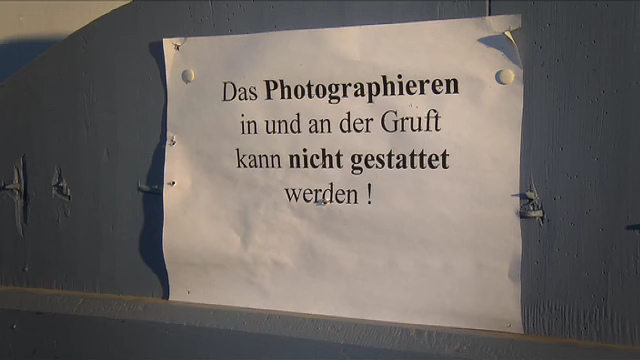 Das Photographieren
in und an der Gruft
kann nicht gestattet
werden !